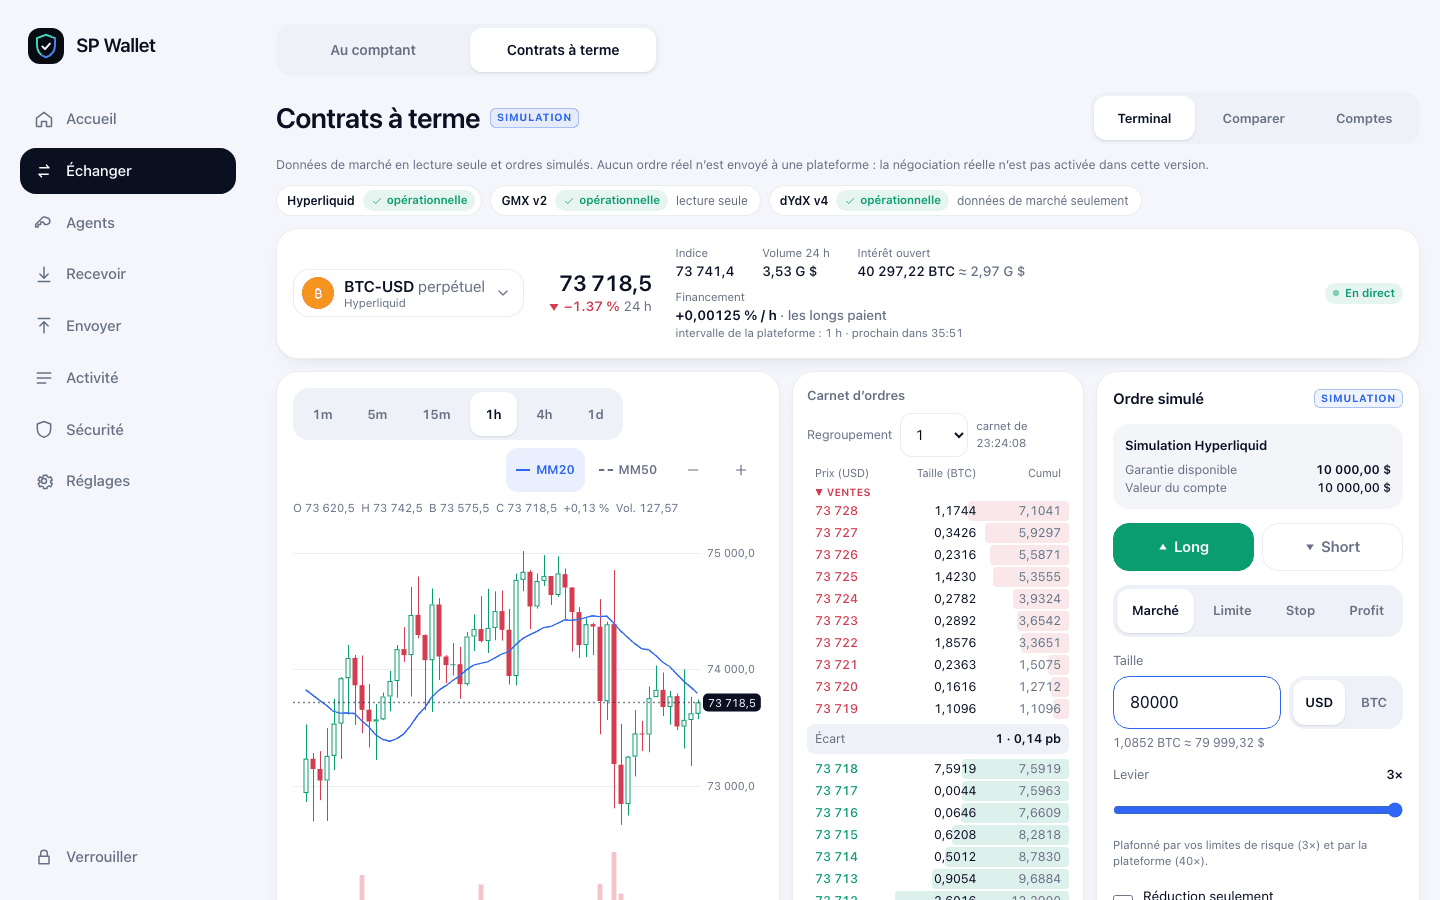 SP Wallet
Accueil
Échanger
Agents
Recevoir
Envoyer
Activité
Sécurité
Réglages
Verrouiller
Au comptant
Contrats à terme
Contrats à terme SIMULATION
Terminal
Comparer
Comptes
Données de marché en lecture seule et ordres simulés. Aucun ordre réel n’est envoyé à une plateforme : la négociation réelle n’est pas activée dans cette version.
Hyperliquid opérationnelle
GMX v2 opérationnelle lecture seule
dYdX v4 opérationnelle données de marché seulement
BTC-USD perpétuel
Hyperliquid
73 718,5
▼ −1.37 % 24 h
Indice
73 741,4
Volume 24 h
3,53 G $
Intérêt ouvert
40 297,22 BTC ≈ 2,97 G $
Financement
+0,00125 % / h · les longs paient
intervalle de la plateforme : 1 h · prochain dans 35:51
En direct
1m 5m 15m 1h 4h 1d
MM20 MM50 − +
O 73 620,5 H 73 742,5 B 73 575,5 C 73 718,5 +0,13 % Vol. 127,57
75 000,0
74 000,0
73 718,5
73 000,0
Carnet d’ordres
Regroupement 1 carnet de
23:24:08
Prix (USD) Taille (BTC) Cumul
▼ VENTES
73 728 1,1744 7,1041
73 727 0,3426 5,9297
73 726 0,2316 5,5871
73 725 1,4230 5,3555
73 724 0,2782 3,9324
73 723 0,2892 3,6542
73 722 1,8576 3,3651
73 721 0,2363 1,5075
73 720 0,1616 1,2712
73 719 1,1096 1,1096
Écart 1 · 0,14 pb
73 718 7,5919 7,5919
73 717 0,0044 7,5963
73 716 0,0646 7,6609
73 715 0,6208 8,2818
73 714 0,5012 8,7830
73 713 0,9054 9,6884
Ordre simulé SIMULATION
Simulation Hyperliquid
Garantie disponible 10 000,00 $
Valeur du compte 10 000,00 $
▲ Long
▼ Short
Marché Limite Stop Profit
Taille
80000 USD BTC
1,0852 BTC ≈ 79 999,32 $
Levier 3×
Plafonné par vos limites de risque (3×) et par la
plateforme (40×).
Réduction seulement